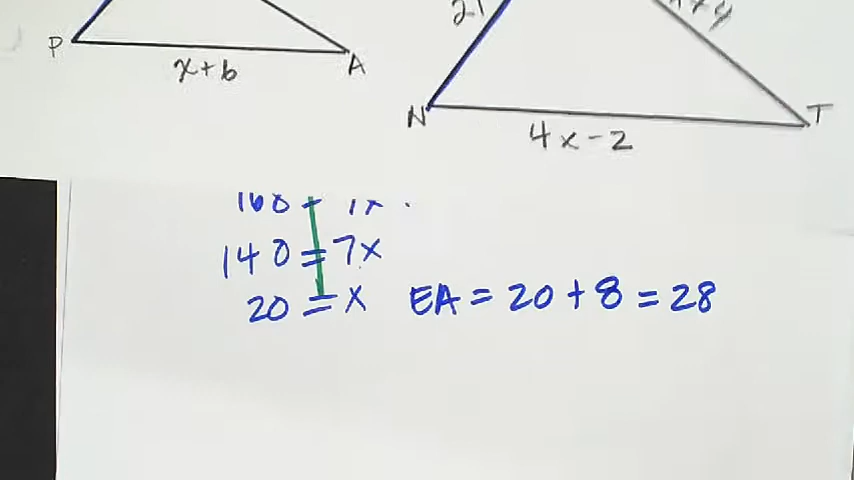 21
P
A
x+6
N
T
4x-2
140 = 7x
20 = x EA = 20 + 8 = 28